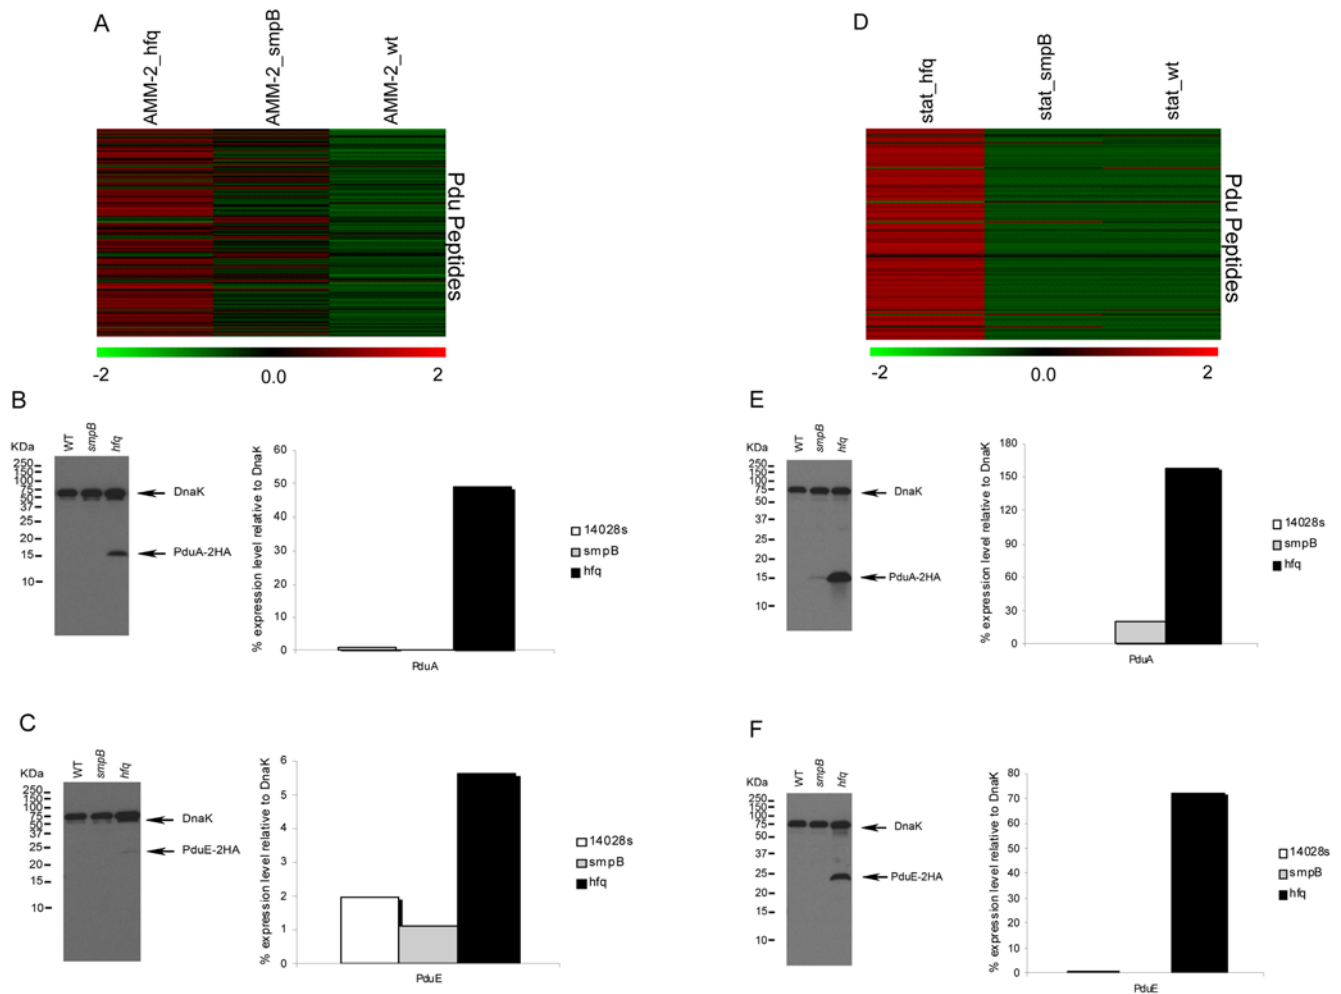 A
AMM-2_hfq
AMM-2_smpB
AMM-2_wt
Pdu Peptides
-2
0.0
2
D
stat_hfq
stat_smpB
stat_wt
Pdu Peptides
-2
0.0
2
B
KDa
WT
smpB
hfq
250
150
100
75
50
37
25
20
15
10
DnaK
PduA-2HA
% expression level relative to DnaK
60
50
40
30
20
10
0
PduA
14028s
smpB
hfq
E
KDa
WT
smpB
hfq
250
150
100
75
50
37
25
20
15
10
DnaK
PduA-2HA
% expression level relative to DnaK
180
150
120
90
60
30
0
PduA
14028s
smpB
hfq
C
KDa
WT
smpB
hfq
250
150
100
75
50
37
25
20
15
10
DnaK
PduE-2HA
% expression level relative to DnaK
6
5
4
3
2
1
0
PduE
14028s
smpB
hfq
F
KDa
WT
smpB
hfq
250
150
100
75
50
37
25
20
15
10
DnaK
PduE-2HA
% expression level relative to DnaK
80
70
60
50
40
30
20
10
0
PduE
14028s
smpB
hfq